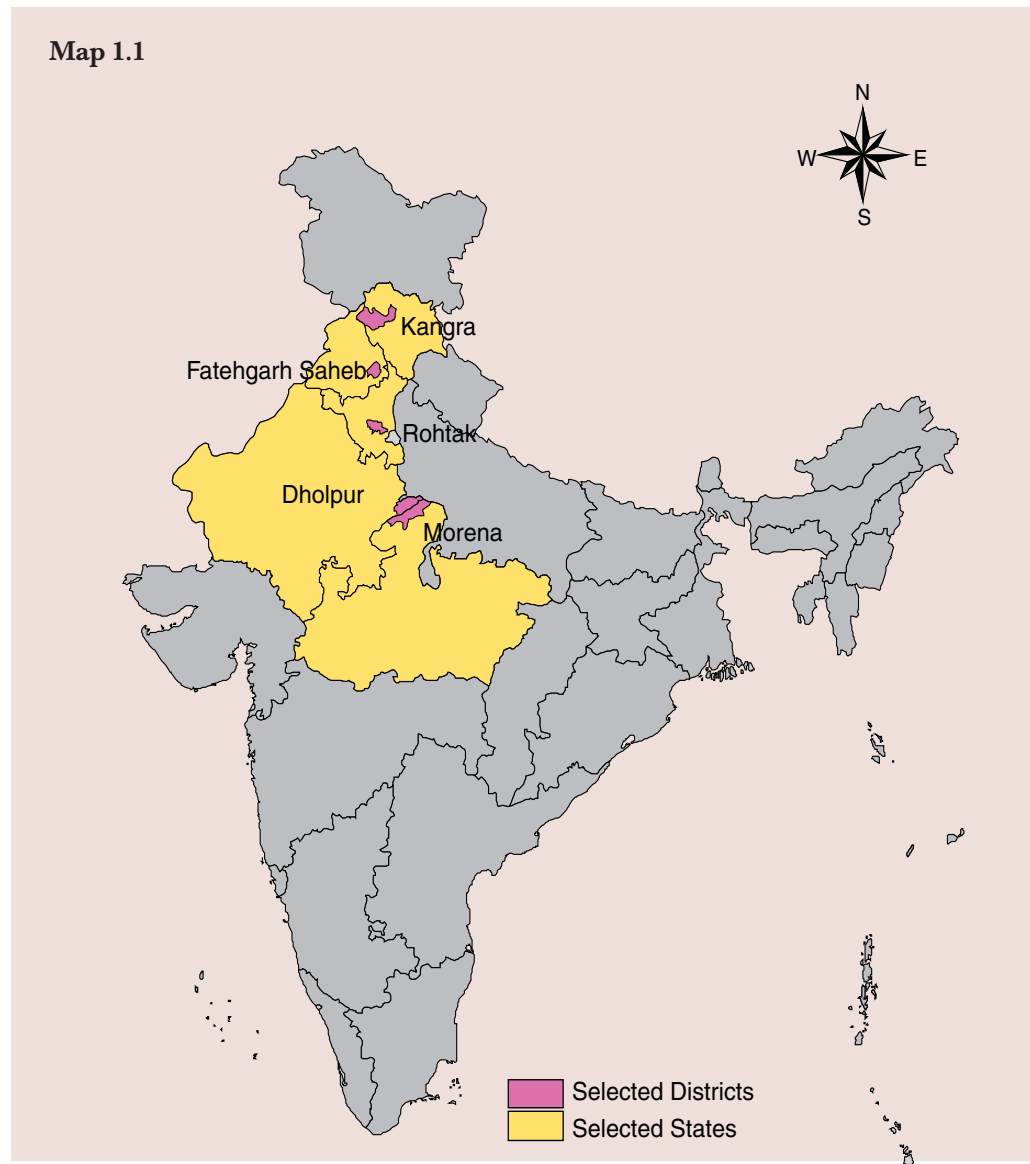 Map 1.1
N
W E
S
Kangra
Fatehgarh Saheb
Rohtak
Dholpur
Morena
Selected Districts
Selected States